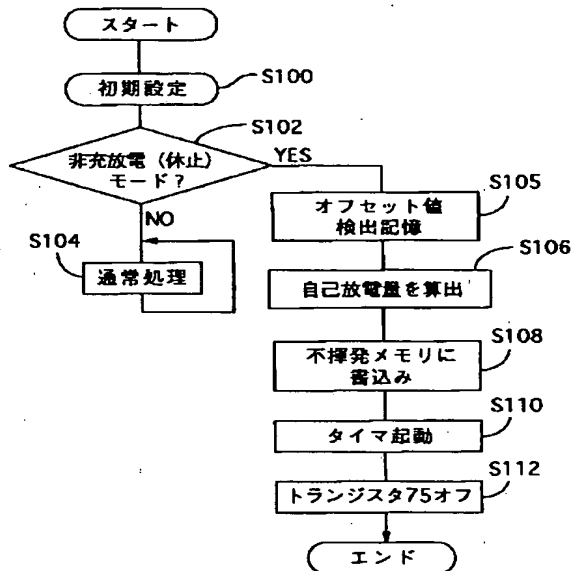 スタート
初期設定
S100
S102
非充放電(休止)
モード?
YES
NO
S104
通常処理
S105
オフセット値
検出記憶
S106
自己放電量を算出
S108
不揮発メモリに
書込み
S110
タイマ起動
S112
トランジスタ75オフ
エンド